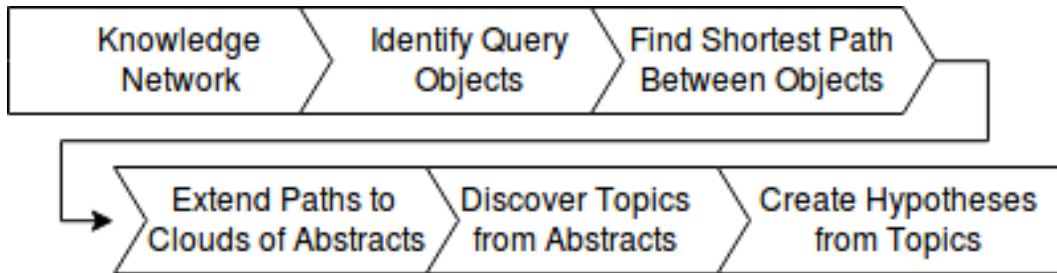 Knowledge
Network
Identify Query
Objects
Find Shortest Path
Between Objects
Extend Paths to
Clouds of Abstracts
Discover Topics
from Abstracts
Create Hypotheses
from Topics